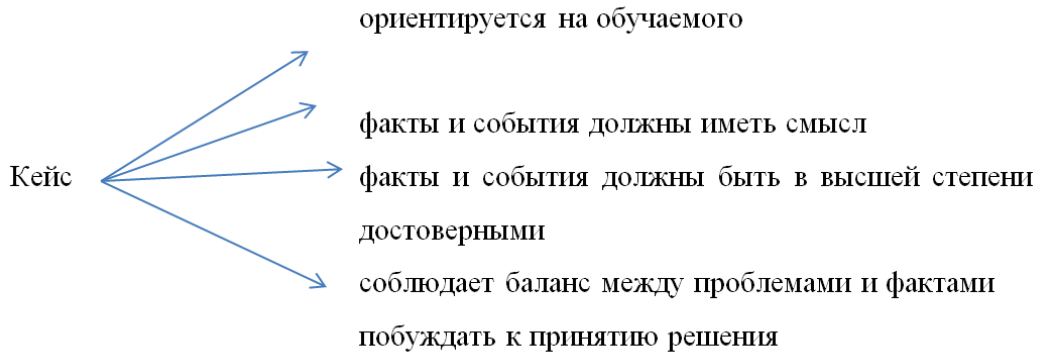 ориентируется на обучаемого
факты и события должны иметь смысл
Кейс
факты и события должны быть в высшей степени
достоверными
соблюдает баланс между проблемами и фактами
побуждать к принятию решения